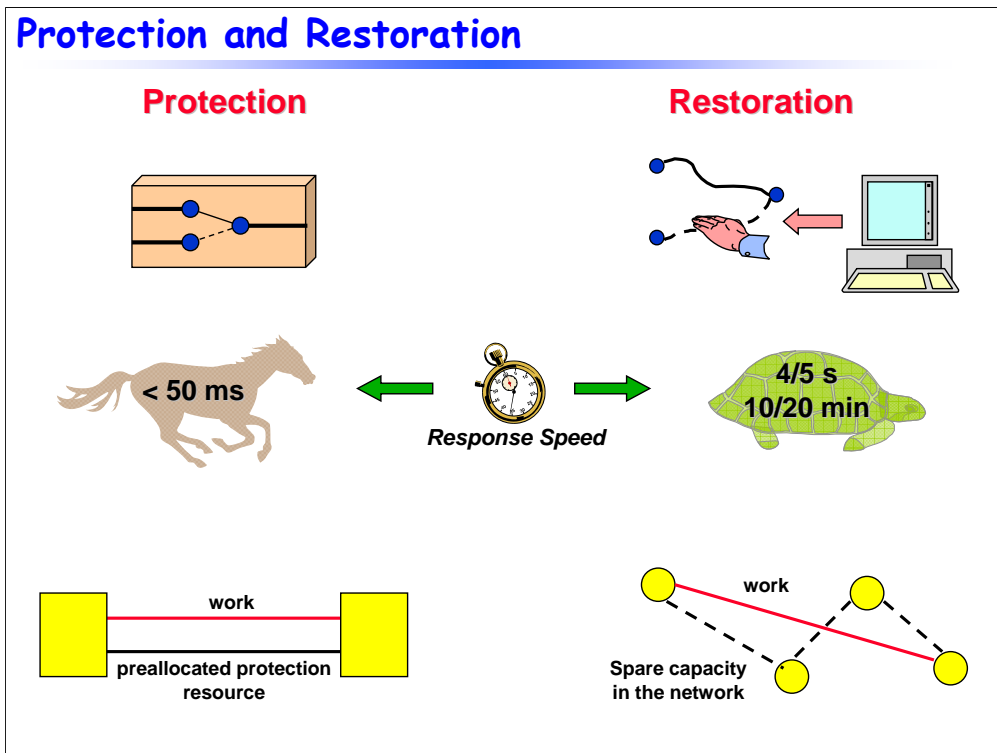 Protection and Restoration
Protection
Restoration
< 50 ms
Response Speed
4/5 s
10/20 min
work
preallocated protection
resource
work
Spare capacity
in the network